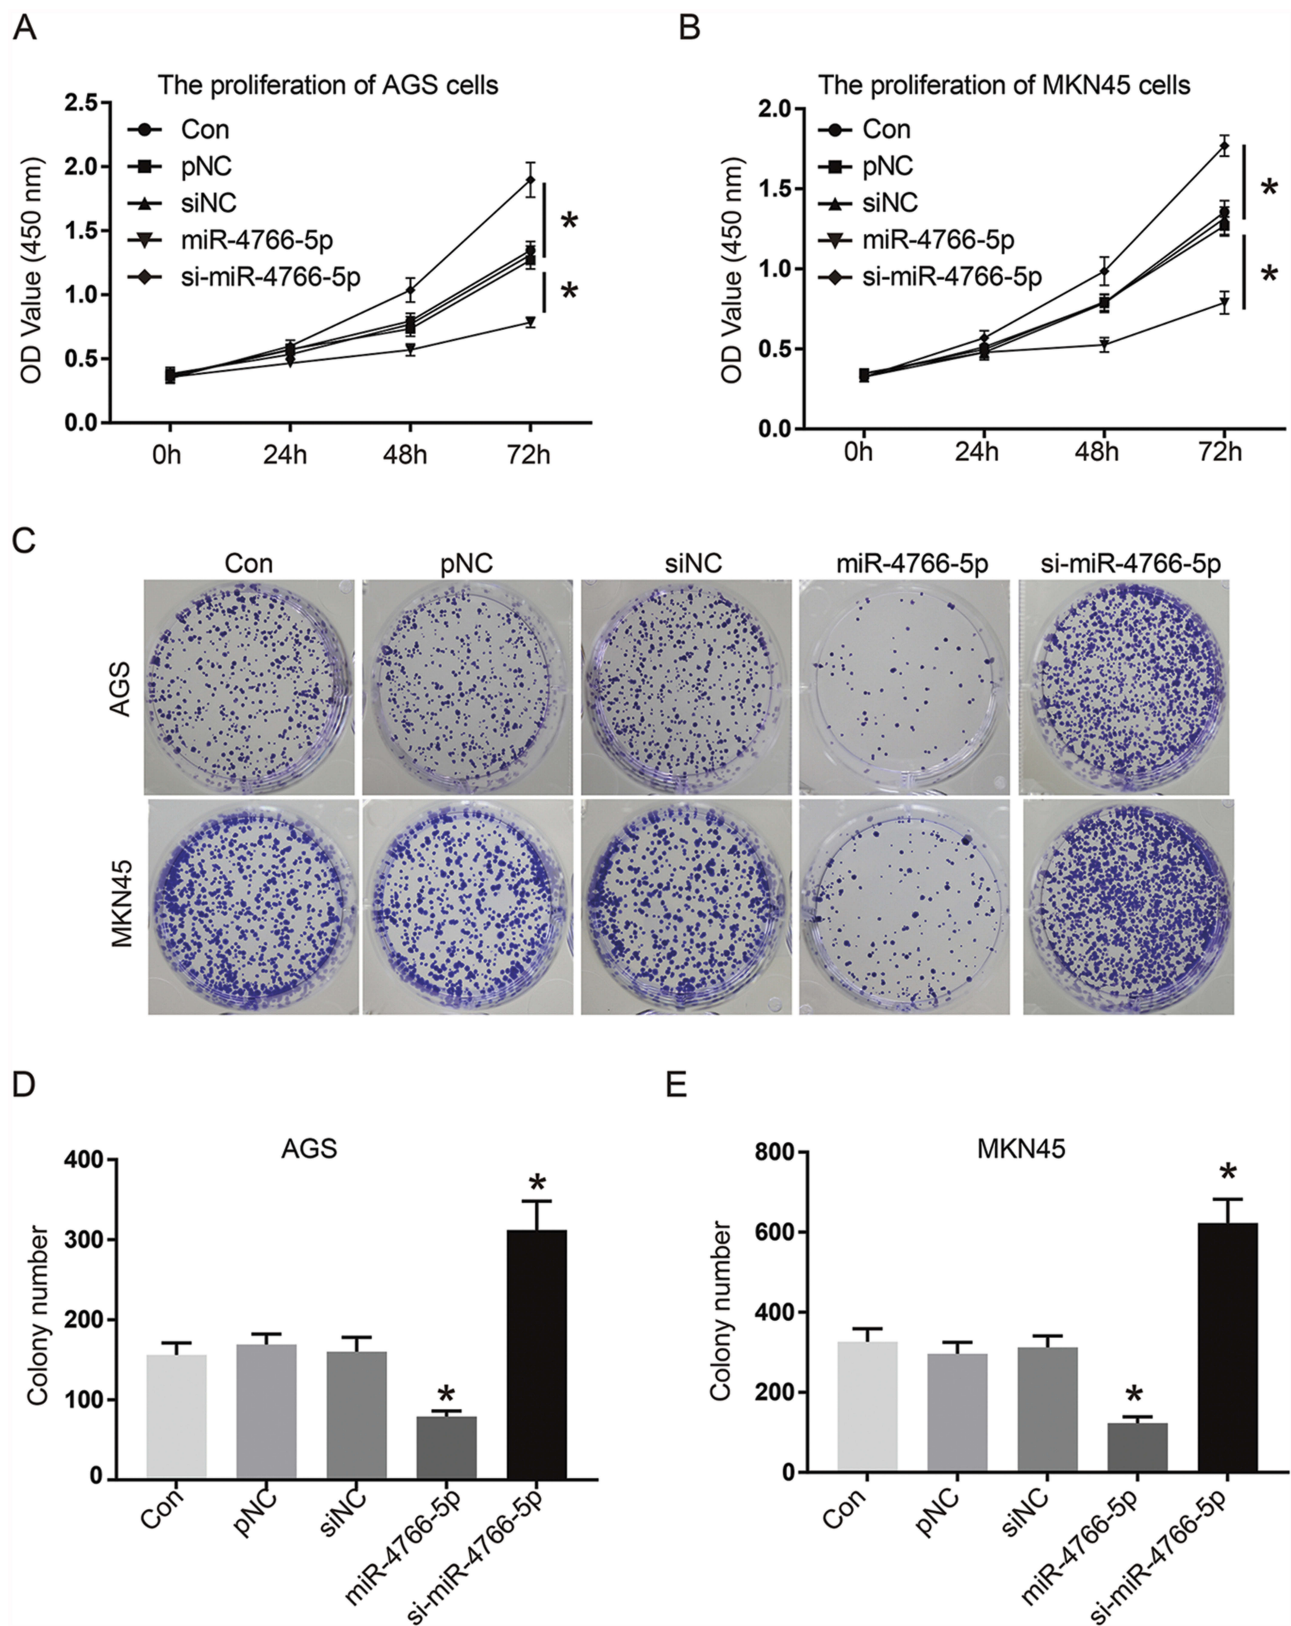 A
B
The proliferation of AGS cells
2.5
2.0
1.5
1.0
0.5
0.0
OD Value (450 nm)
Con
pNC
siNC
miR-4766-5p
si-miR-4766-5p
*
*
0h 24h 48h 72h
The proliferation of MKN45 cells
2.0
1.5
1.0
0.5
0.0
OD Value (450 nm)
Con
pNC
siNC
miR-4766-5p
si-miR-4766-5p
*
*
0h 24h 48h 72h
C
Con pNC siNC miR-4766-5p si-miR-4766-5p
AGS
MKN45
D
E
AGS
400
300
200
100
0
Colony number
*
*
Con
pNC
siNC
miR-4766-5p
si-miR-4766-5p
MKN45
800
600
400
200
0
Colony number
*
*
Con
pNC
siNC
miR-4766-5p
si-miR-4766-5p